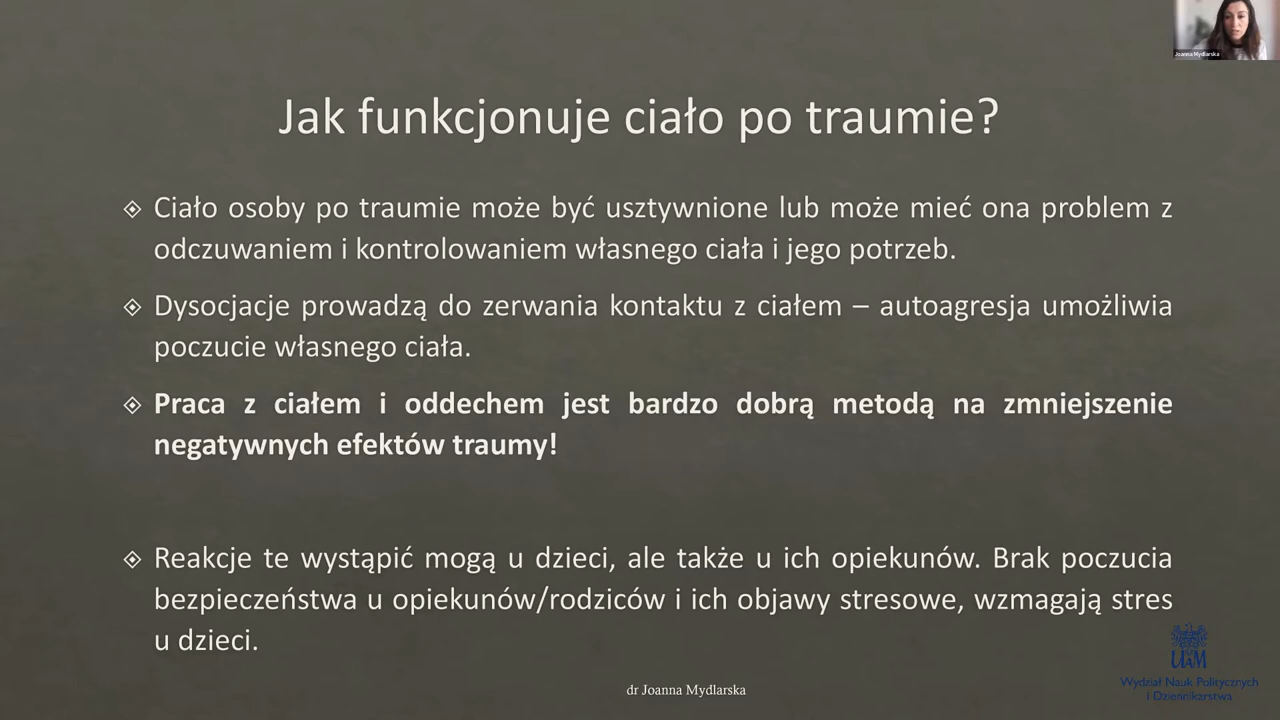 Joanna Mydlarska
Jak funkcjonuje ciało po traumie?
Ciało osoby po traumie może być usztywnione lub może mieć ona problem z
odczuwaniem i kontrolowaniem własnego ciała i jego potrzeb.
Dysocjacje prowadzą do zerwania kontaktu z ciałem – autoagresja umożliwia
poczucie własnego ciała.
Praca z ciałem i oddechem jest bardzo dobrą metodą na zmniejszenie
negatywnych efektów traumy!
Reakcje te wystąpić mogą u dzieci, ale także u ich opiekunów. Brak poczucia
bezpieczeństwa u opiekunów/rodziców i ich objawy stresowe, wzmagają stres
u dzieci.
UAM
Wydział Nauk Politycznych
i Dziennikarstwa
dr Joanna Mydlarska